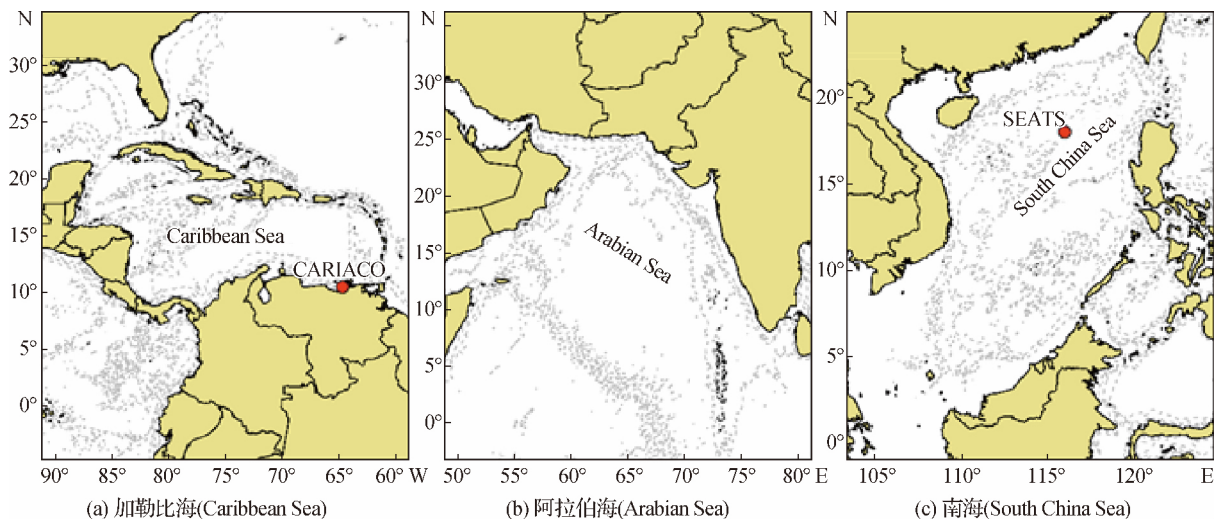 N
30°
25°
20°
15°
10°
5°
0°
Caribbean Sea
CARIACO
90° 85° 80° 75° 70° 65° 60° W
(a) 加勒比海(Caribbean Sea)
N
35°
30°
25°
20°
15°
10°
5°
0°
Arabian Sea
50° 55° 60° 65° 70° 75° 80° E
(b) 阿拉伯海(Arabian Sea)
N
20°
15°
10°
5°
0°
SEATS
South China Sea
105° 110° 115° 120° E
(c) 南海(South China Sea)